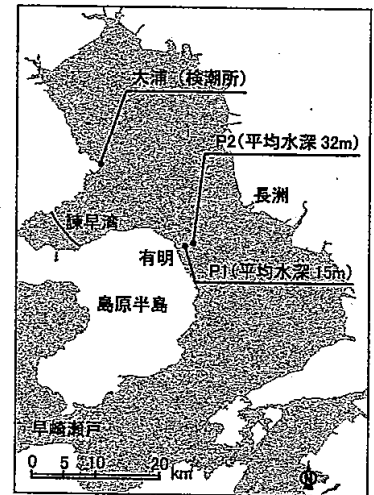 大浦（検潮所）
P2(平均水深 32m)
長洲
諫早湾
有明
P1(平均水深 15m)
島原半島
早崎瀬戸
0 5 10 20
km